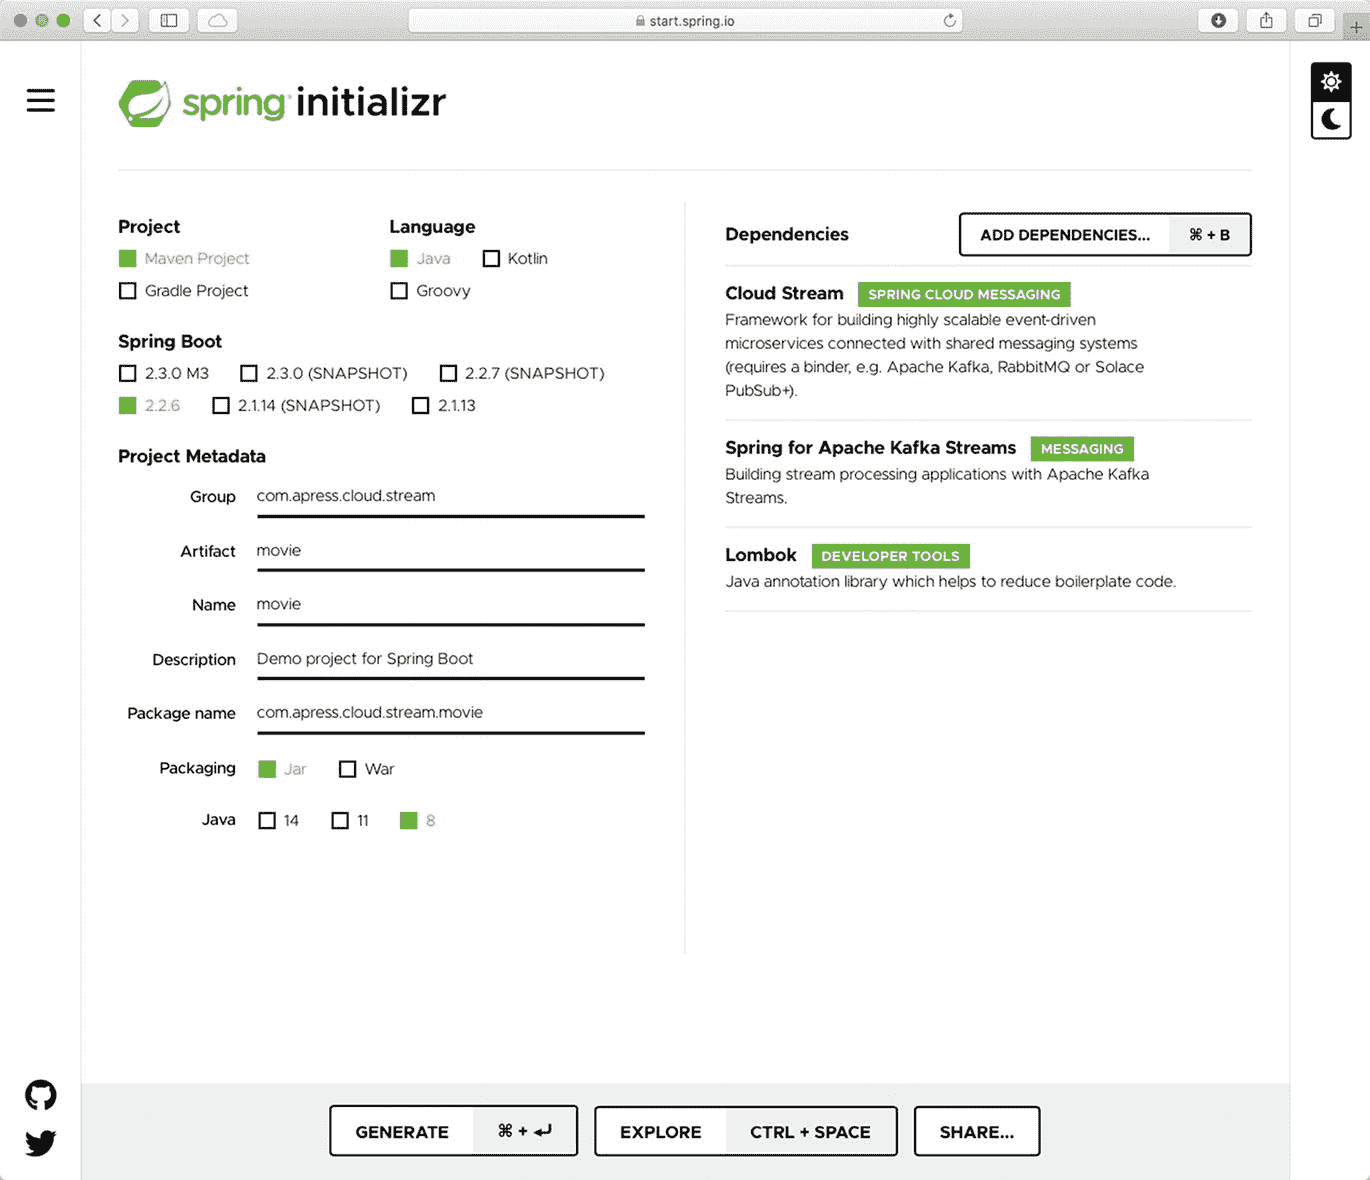 start.spring.io
spring initializr
Project
Maven Project
Gradle Project
Language
Java Kotlin
Groovy
Spring Boot
2.3.0 M3 2.3.0 (SNAPSHOT) 2.2.7 (SNAPSHOT)
2.2.6 2.1.14 (SNAPSHOT) 2.1.13
Project Metadata
Group com.apress.cloud.stream
Artifact movie
Name movie
Description Demo project for Spring Boot
Package name com.apress.cloud.stream.movie
Packaging Jar War
Java 14 11 8
Dependencies ADD DEPENDENCIES... ⌘ + B
Cloud Stream SPRING CLOUD MESSAGING
Framework for building highly scalable event-driven
microservices connected with shared messaging systems
(requires a binder, e.g. Apache Kafka, RabbitMQ or Solace
PubSub+).
Spring for Apache Kafka Streams MESSAGING
Building stream processing applications with Apache Kafka
Streams.
Lombok DEVELOPER TOOLS
Java annotation library which helps to reduce boilerplate code.
GENERATE ⌘ + ↵ EXPLORE CTRL + SPACE SHARE...